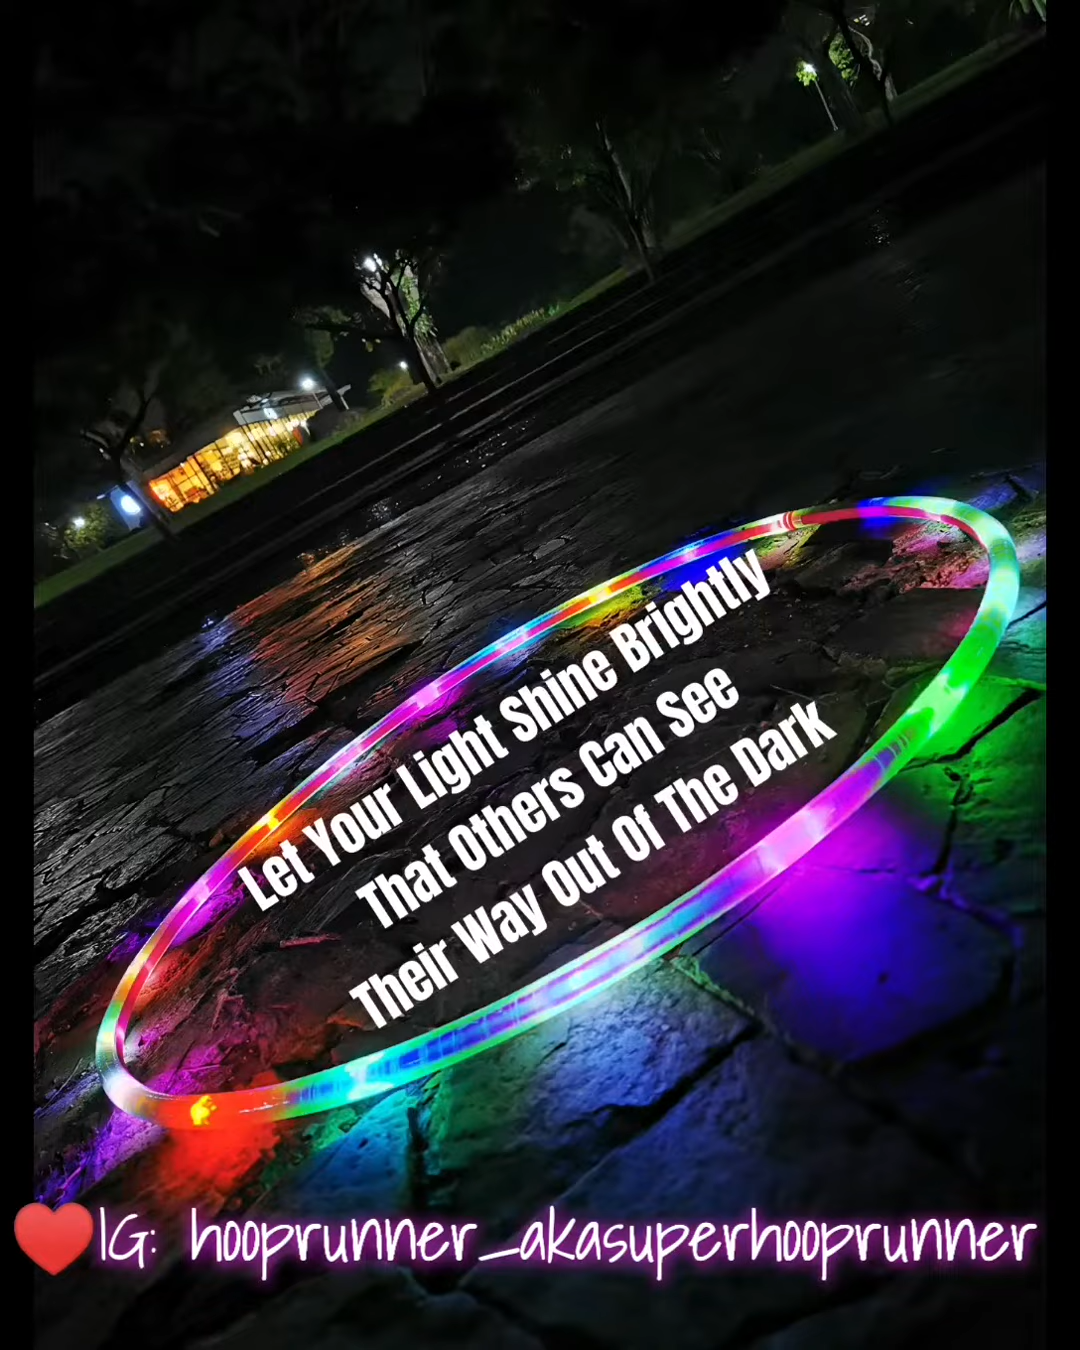 Let Your Light Shine Brightly
That Others Can See
Their Way Out Of The Dark
IG: hooprunner_akasuperhooprunner